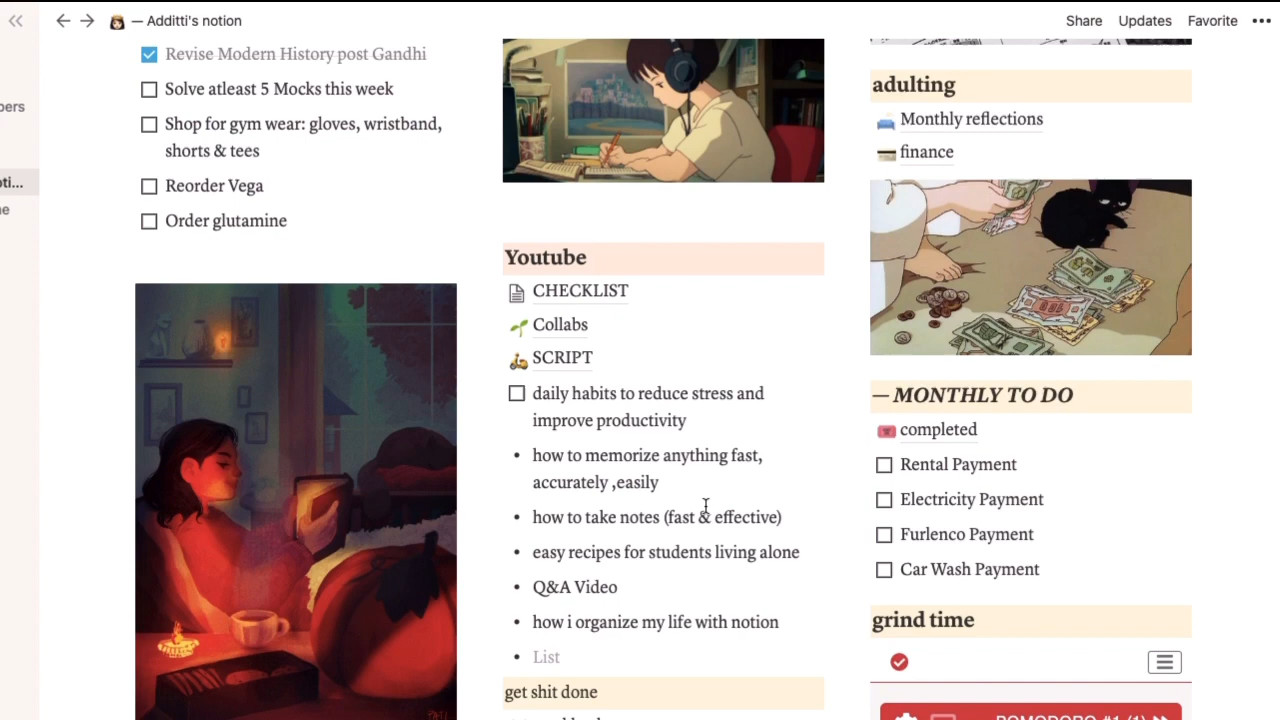 — Additti's notion
Share
Updates
Favorite
Revise Modern History post Gandhi
Solve atleast 5 Mocks this week
Shop for gym wear: gloves, wristband,
shorts & tees
Reorder Vega
Order glutamine
Youtube
CHECKLIST
Collabs
SCRIPT
daily habits to reduce stress and
improve productivity
how to memorize anything fast,
accurately ,easily
how to take notes (fast & effective)
easy recipes for students living alone
Q&A Video
how i organize my life with notion
List
get shit done
adulting
Monthly reflections
finance
— MONTHLY TO DO
completed
Rental Payment
Electricity Payment
Furlenco Payment
Car Wash Payment
grind time
POMODORO #1 (1)